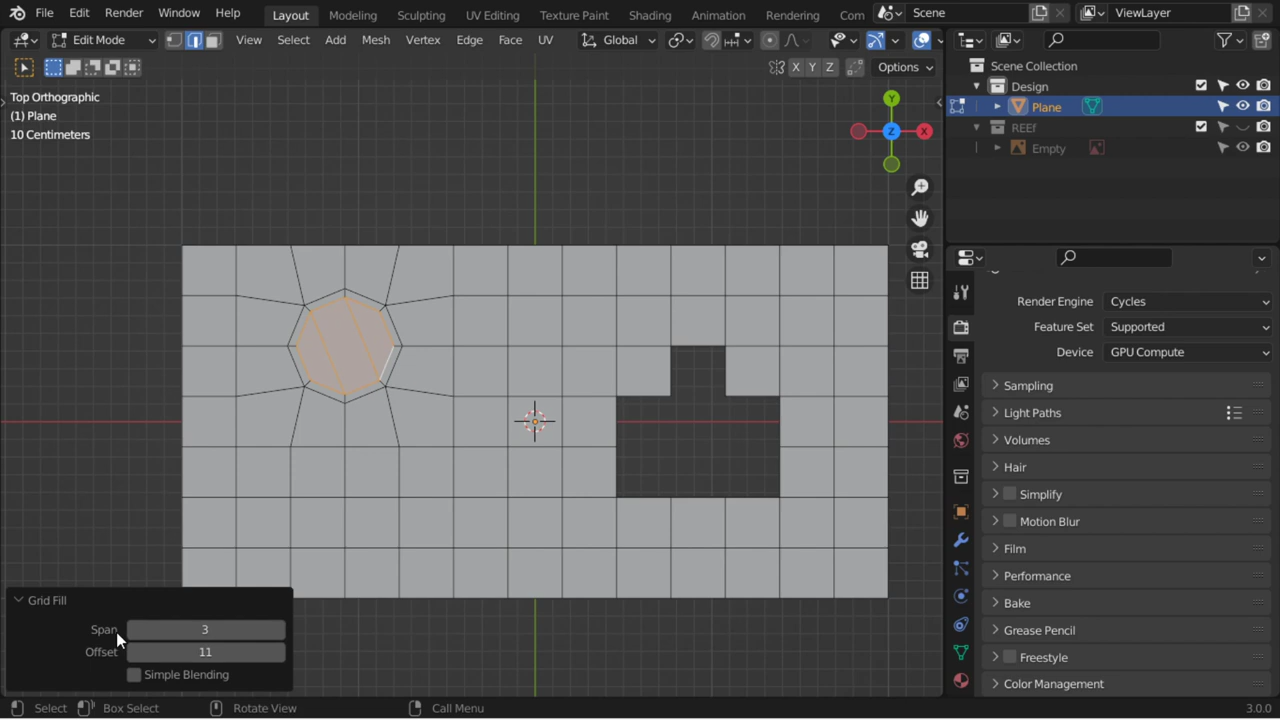 File Edit Render Window Help Layout Modeling Sculpting UV Editing Texture Paint Shading Animation Rendering Com Scene ViewLayer
Edit Mode View Select Add Mesh Vertex Edge Face UV Global
X Y Z Options
Top Orthographic
(1) Plane
10 Centimeters
Y
Z X
Scene Collection
Design
Plane
REEf
Empty
Render Engine Cycles
Feature Set Supported
Device GPU Compute
Sampling
Light Paths
Volumes
Hair
Simplify
Motion Blur
Film
Performance
Bake
Grease Pencil
Freestyle
Color Management
Grid Fill
Span 3
Offset 11
Simple Blending
Select Box Select Rotate View Call Menu 3.0.0